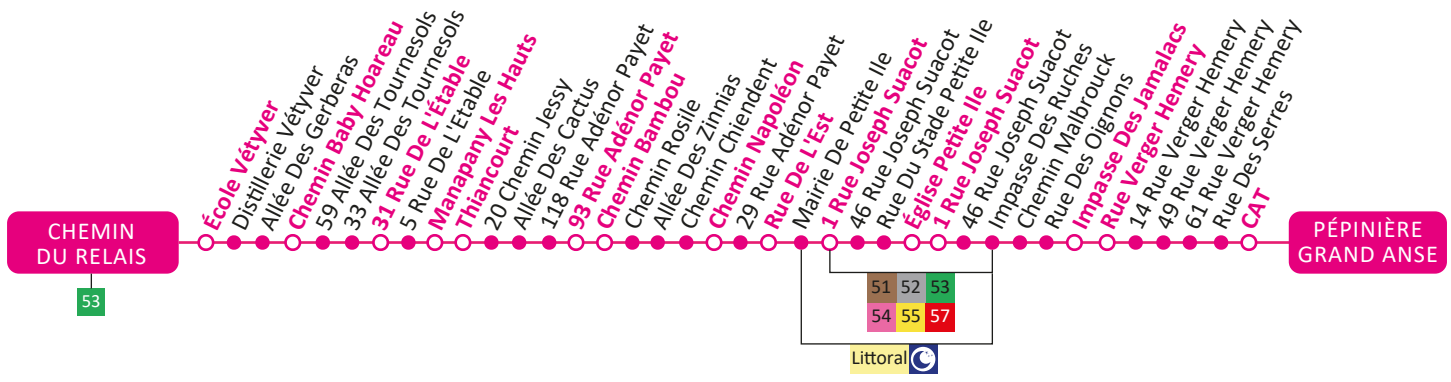 CHEMIN
DU RELAIS
53
École Vétyver
Distillerie Vétyver
Allée Des Gerberas
Chemin Baby Hoareau
59 Allée Des Tournesols
33 Allée Des Tournesols
31 Rue De L'Étable
5 Rue De L'Etable
Manapany Les Hauts
Thiancourt
20 Chemin Jessy
Allée Des Cactus
118 Rue Adénor Payet
93 Rue Adénor Payet
Chemin Bambou
Chemin Rosile
Allée Des Zinnias
Chemin Chiendent
Chemin Napoléon
29 Rue Adénor Payet
Rue De L'Est
Mairie De Petite Ile
1 Rue Joseph Suacot
46 Rue Joseph Suacot
Rue Du Stade Petite Ile
Église Petite Ile
1 Rue Joseph Suacot
46 Rue Joseph Suacot
Impasse Des Ruches
Chemin Malbrouck
Rue Des Oignons
Impasse Des Jamalacs
Rue Verger Hemery
14 Rue Verger Hemery
49 Rue Verger Hemery
61 Rue Verger Hemery
Rue Des Serres
CAT
PÉPINIÈRE
GRAND ANSE
51 52 53
54 55 57
Littoral